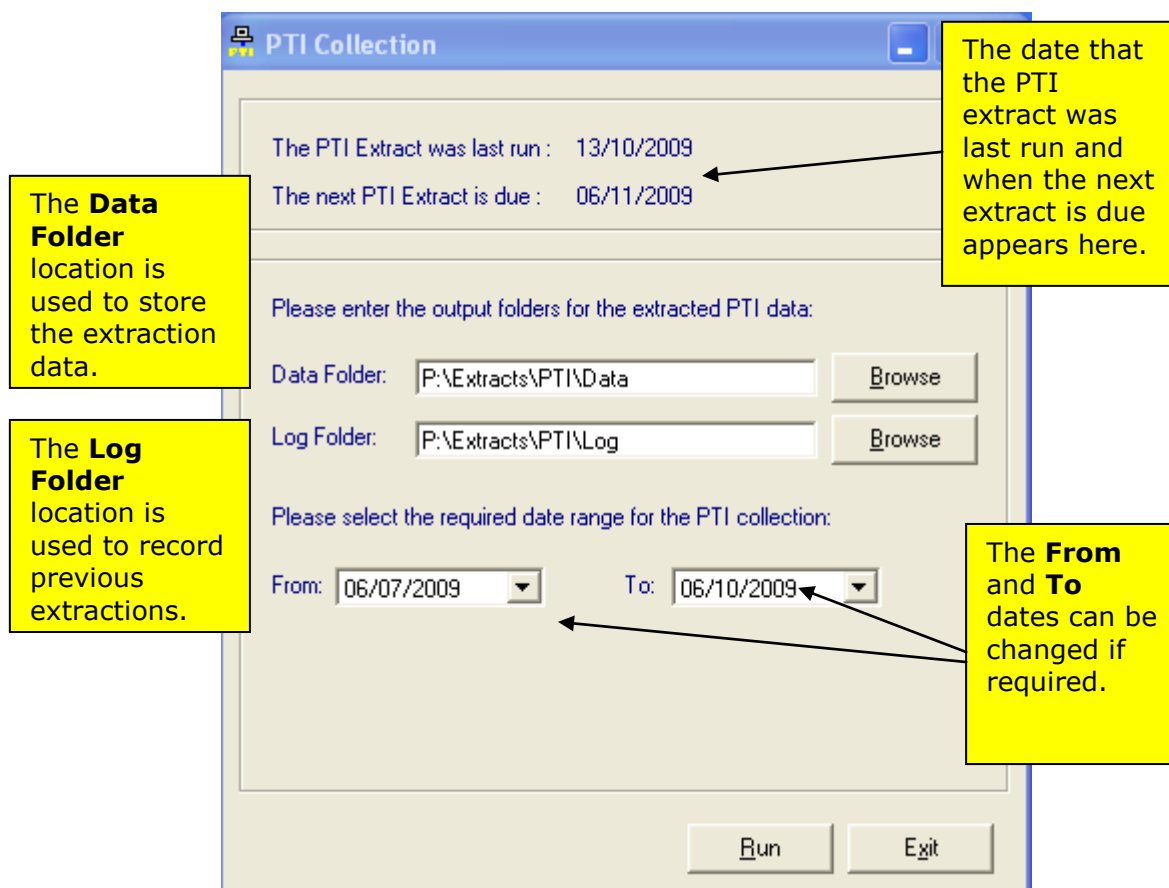 PTI
PTI Collection
The date that
the PTI
extract was
last run and
when the next
extract is due
appears here.
The PTI Extract was last run : 13/10/2009
The next PTI Extract is due : 06/11/2009
The Data
Folder
location is
used to store
the extraction
data.
Please enter the output folders for the extracted PTI data:
Data Folder: P:\Extracts\PTI\Data Browse
The Log
Folder
location is
used to record
previous
extractions.
Log Folder: P:\Extracts\PTI\Log Browse
Please select the required date range for the PTI collection:
From: 06/07/2009 To: 06/10/2009
The From
and To
dates can be
changed if
required.
Run Exit